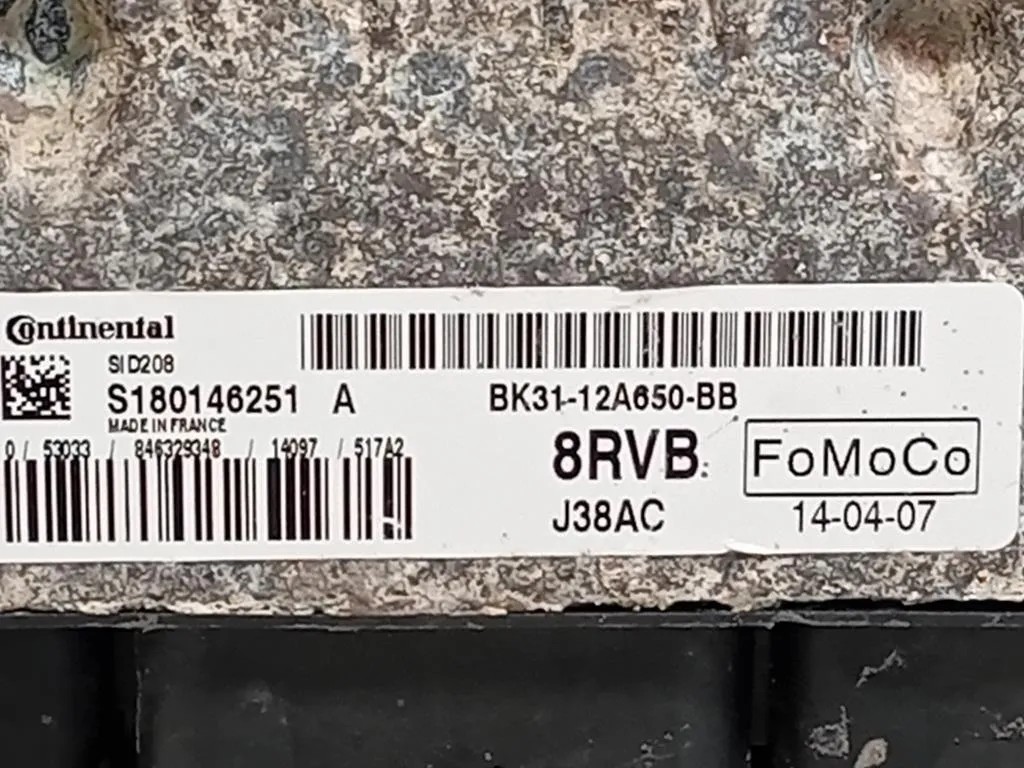 Continental
SID208
S180146251 A
BK31-12A650-BB
MADE IN FRANCE
0 / 53033 / 846329348 / 14097 / 517A2
8RVB
FoMoCo
J38AC
14-04-07